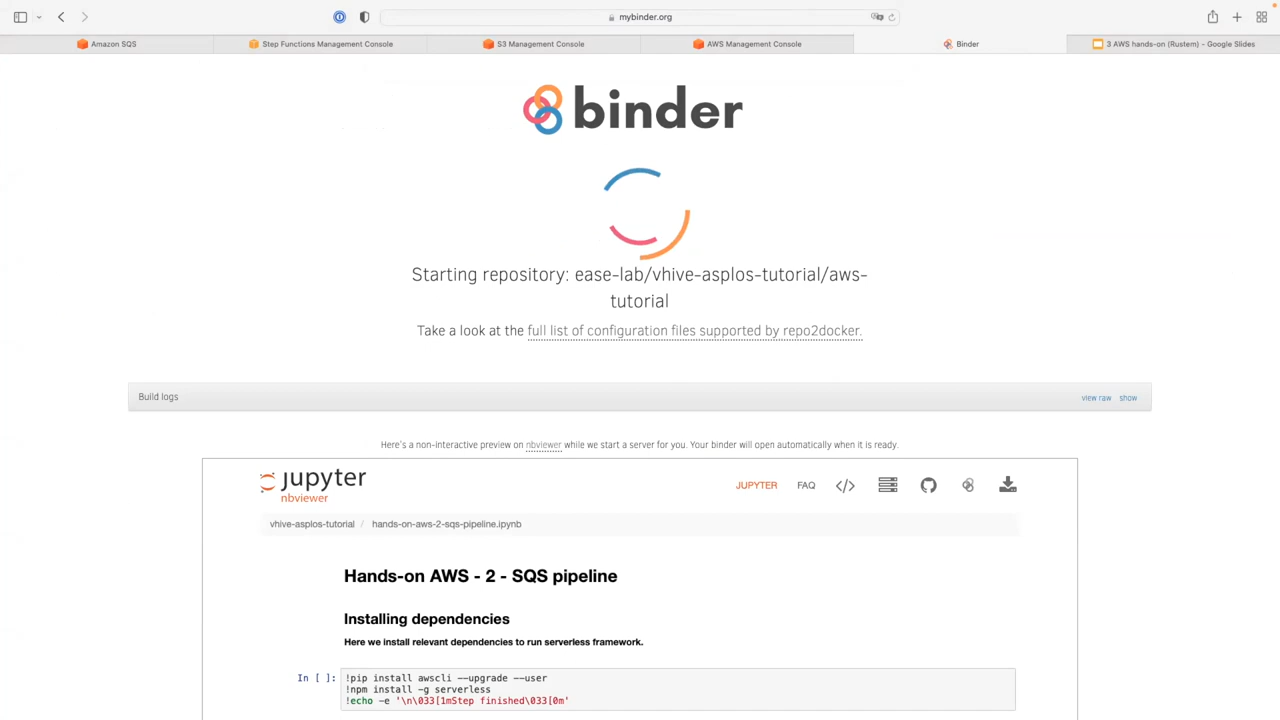 mybinder.org
Amazon SQS
Step Functions Management Console
S3 Management Console
AWS Management Console
Binder
3 AWS hands-on (Rustem) - Google Slides
binder
Starting repository: ease-lab/vhive-asplos-tutorial/aws-
tutorial
Take a look at the full list of configuration files supported by repo2docker.
Build logs
view raw show
Here's a non-interactive preview on nbviewer while we start a server for you. Your binder will open automatically when it is ready.
jupyter
nbviewer
JUPYTER FAQ
vhive-asplos-tutorial / hands-on-aws-2-sqs-pipeline.ipynb
Hands-on AWS - 2 - SQS pipeline
Installing dependencies
Here we install relevant dependencies to run serverless framework.
In [ ]: !pip install awscli --upgrade --user
!npm install -g serverless
!echo -e '\n\033[1mStep finished\033[0m'